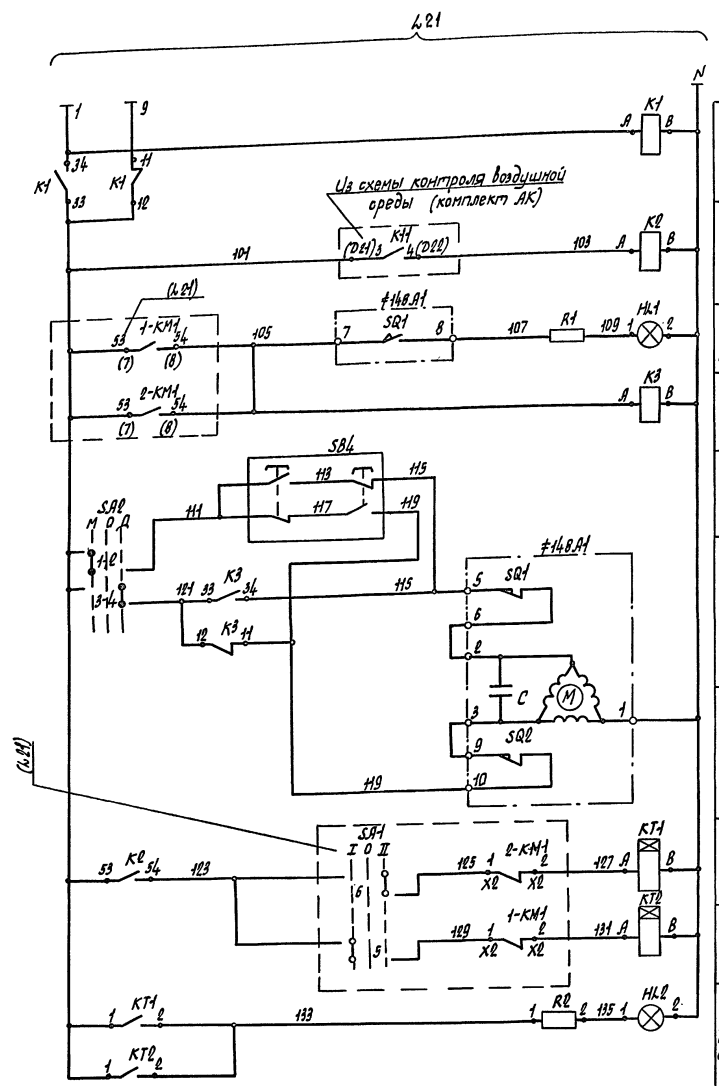 L21
N
1 9
K1
A B
34 11
K1 K1
33 12
Из схемы контроля воздушной
среды (комплект АК)
K2
101 (D21) 3 K11 4 (D22) 103 A B
(L21)
≠148A1
HL1
1-KM1
SQ1
53 54 105 7 8 107 R1 109 1 2
(7) (8)
K3
2-KM1
53 54 A B
(7) (8)
SB4
113 115
111 117 119
SA2
M O A
1-2
3-4
≠148A1
121 33 K3 34 115 5 SQ1
12 K3 11
6
2
C M
3 1
9 SQ2
119 10
(L21)
SA1
I O II
KT1
53 K2 54 123 125 1 2-KM1 2 127 A B
X2 X2
6
KT2
129 1 1-KM1 2 131 A B
5 X2 X2
1 KT1 2 133 1 R2 2 135 1 HL2 2
1 KT2 2